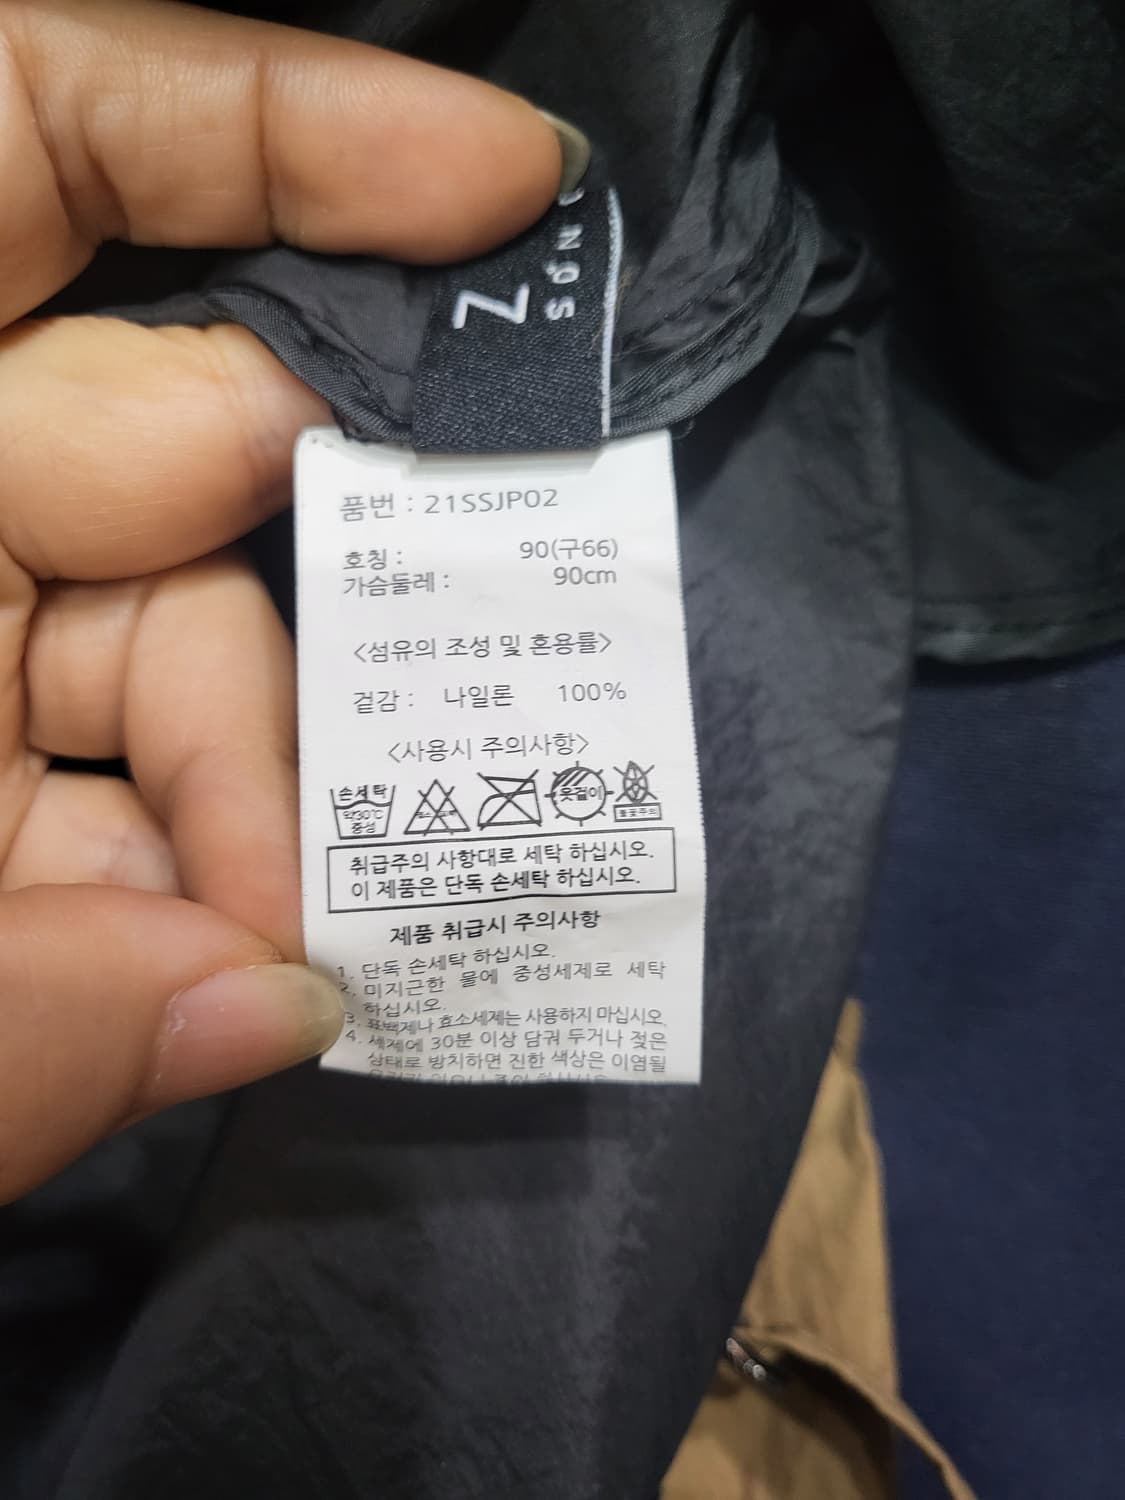 Z
품번 : 21SSJP02
호칭 : 90(구66)
가슴둘레 : 90cm
<섬유의 조성 및 혼용률>
겉감 : 나일론 100%
<사용시 주의사항>
손세탁
약30℃
중성
옷걸이
불꽃주의
취급주의 사항대로 세탁 하십시오.
이 제품은 단독 손세탁 하십시오.
제품 취급시 주의사항
1. 단독 손세탁 하십시오.
2. 미지근한 물에 중성세제로 세탁
하십시오.
3. 표백제나 효소세제는 사용하지 마십시오.
4. 세제에 30분 이상 담궈 두거나 젖은
상태로 방치하면 진한 색상은 이염될